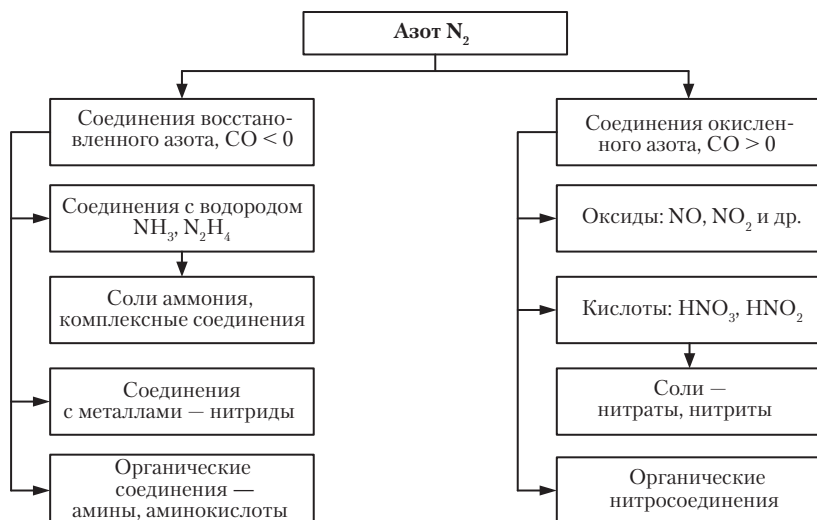 Азот N₂
Соединения восстано-
вленного азота, СО < 0
Соединения с водородом
NH₃, N₂H₄
Соли аммония,
комплексные соединения
Соединения
с металлами — нитриды
Органические
соединения —
амины, аминокислоты
Соединения окислен-
ного азота, СО > 0
Оксиды: NO, NO₂ и др.
Кислоты: HNO₃, HNO₂
Соли —
нитраты, нитриты
Органические
нитросоединения